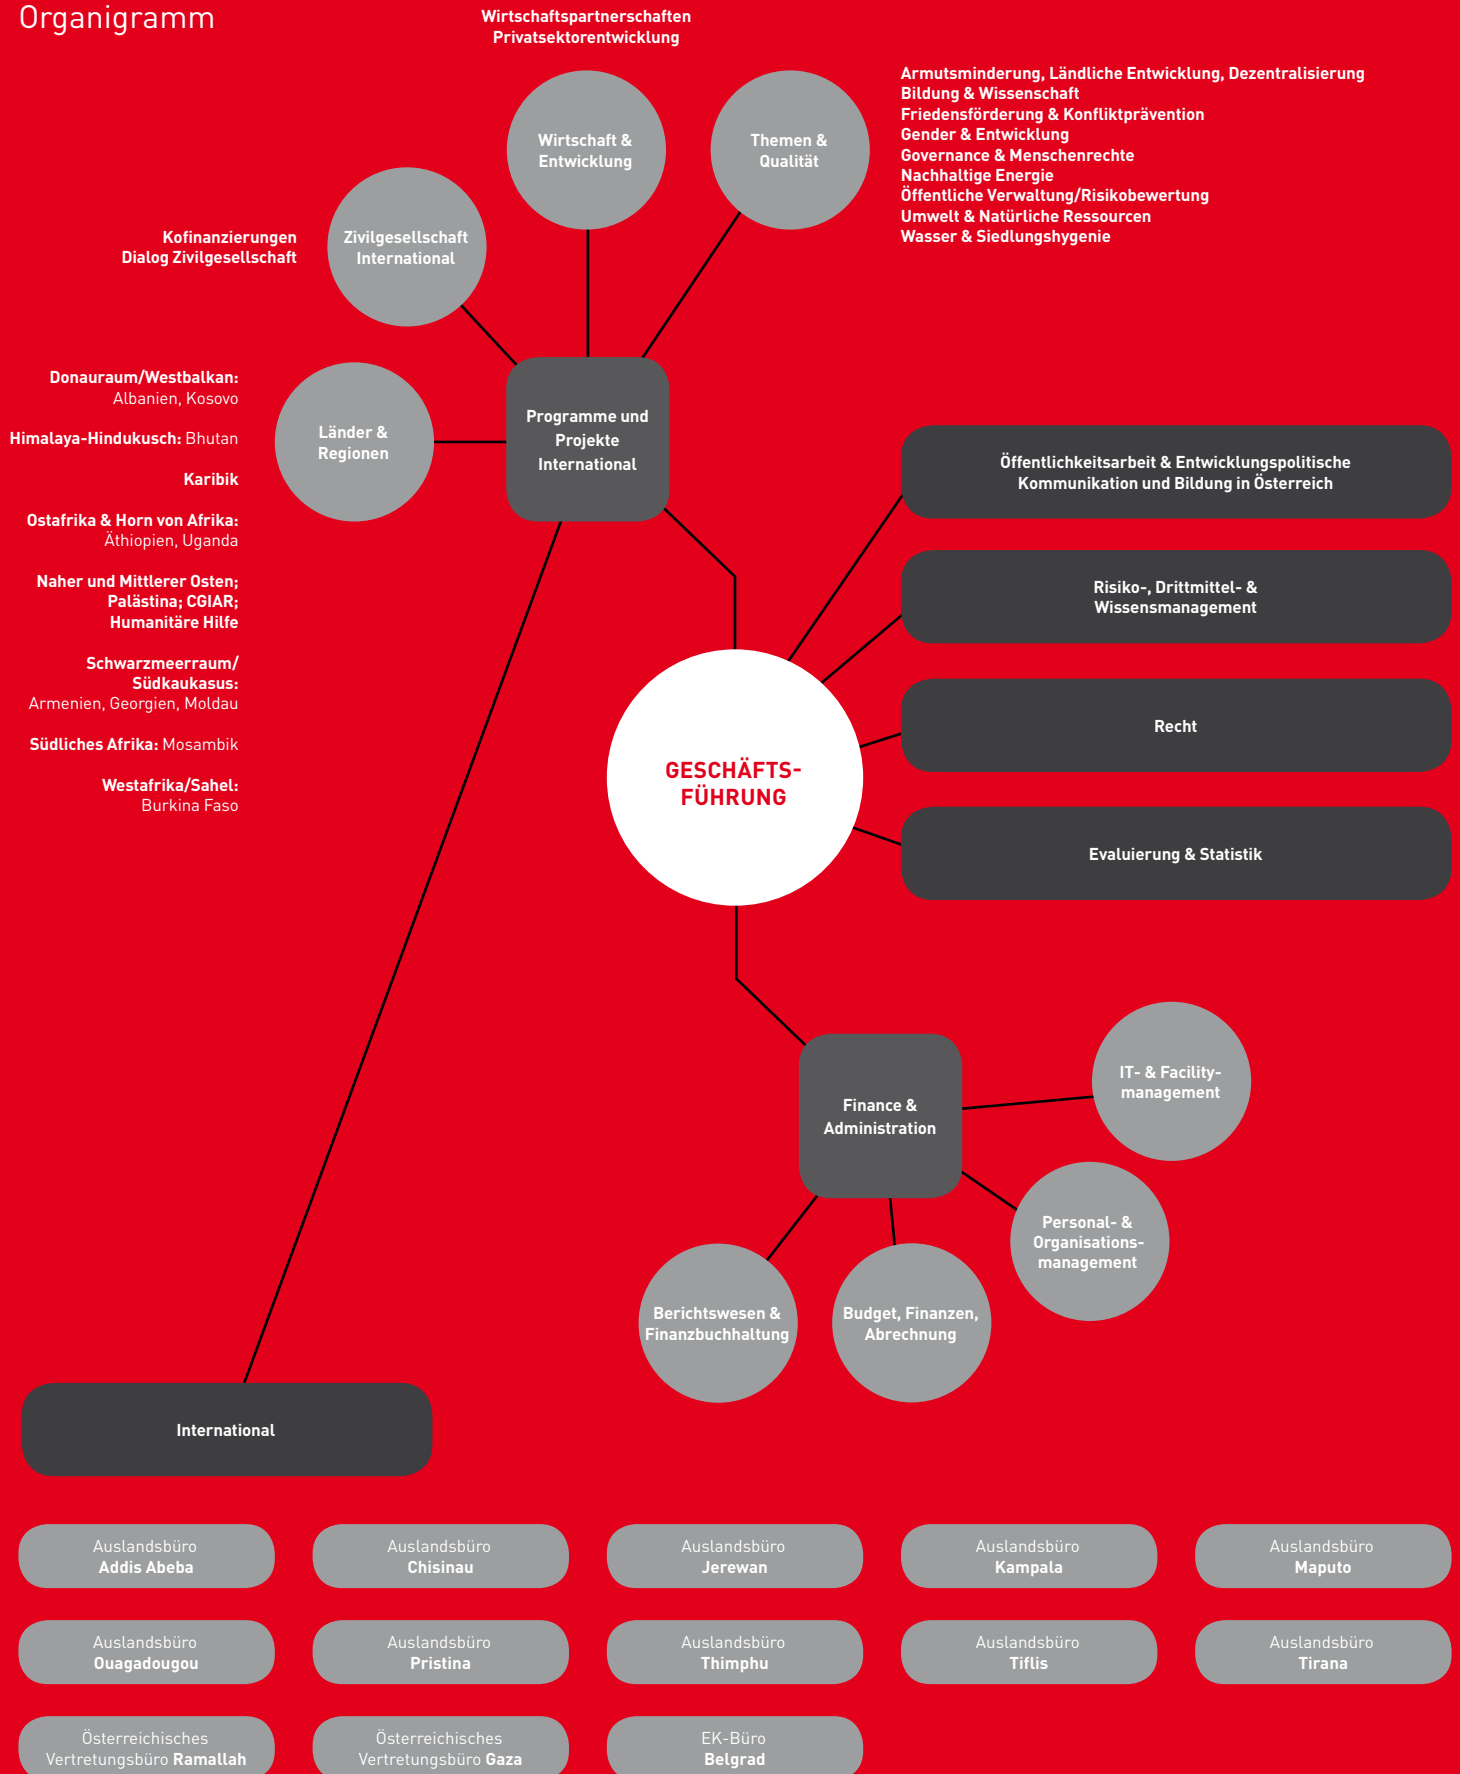 Organigramm
Wirtschaftspartnerschaften
Privatsektorentwicklung
Armutsminderung, Ländliche Entwicklung, Dezentralisierung
Bildung & Wissenschaft
Friedensförderung & Konfliktprävention
Gender & Entwicklung
Governance & Menschenrechte
Nachhaltige Energie
Öffentliche Verwaltung/Risikobewertung
Umwelt & Natürliche Ressourcen
Wasser & Siedlungshygenie
Wirtschaft &
Entwicklung
Themen &
Qualität
Kofinanzierungen
Dialog Zivilgesellschaft
Zivilgesellschaft
International
Donauraum/Westbalkan:
Albanien, Kosovo
Himalaya-Hindukusch: Bhutan
Karibik
Ostafrika & Horn von Afrika:
Äthiopien, Uganda
Naher und Mittlerer Osten;
Palästina; CGIAR;
Humanitäre Hilfe
Schwarzmeerraum/
Südkaukasus:
Armenien, Georgien, Moldau
Südliches Afrika: Mosambik
Westafrika/Sahel:
Burkina Faso
Länder &
Regionen
Programme und
Projekte
International
Öffentlichkeitsarbeit & Entwicklungspolitische
Kommunikation und Bildung in Österreich
Risiko-, Drittmittel- &
Wissensmanagement
Recht
Evaluierung & Statistik
GESCHÄFTS-
FÜHRUNG
Finance &
Administration
IT- & Facility-
management
Personal- &
Organisations-
management
Berichtswesen &
Finanzbuchhaltung
Budget, Finanzen,
Abrechnung
International
Auslandsbüro
Addis Abeba
Auslandsbüro
Chisinau
Auslandsbüro
Jerewan
Auslandsbüro
Kampala
Auslandsbüro
Maputo
Auslandsbüro
Ouagadougou
Auslandsbüro
Pristina
Auslandsbüro
Thimphu
Auslandsbüro
Tiflis
Auslandsbüro
Tirana
Österreichisches
Vertretungsbüro Ramallah
Österreichisches
Vertretungsbüro Gaza
EK-Büro
Belgrad